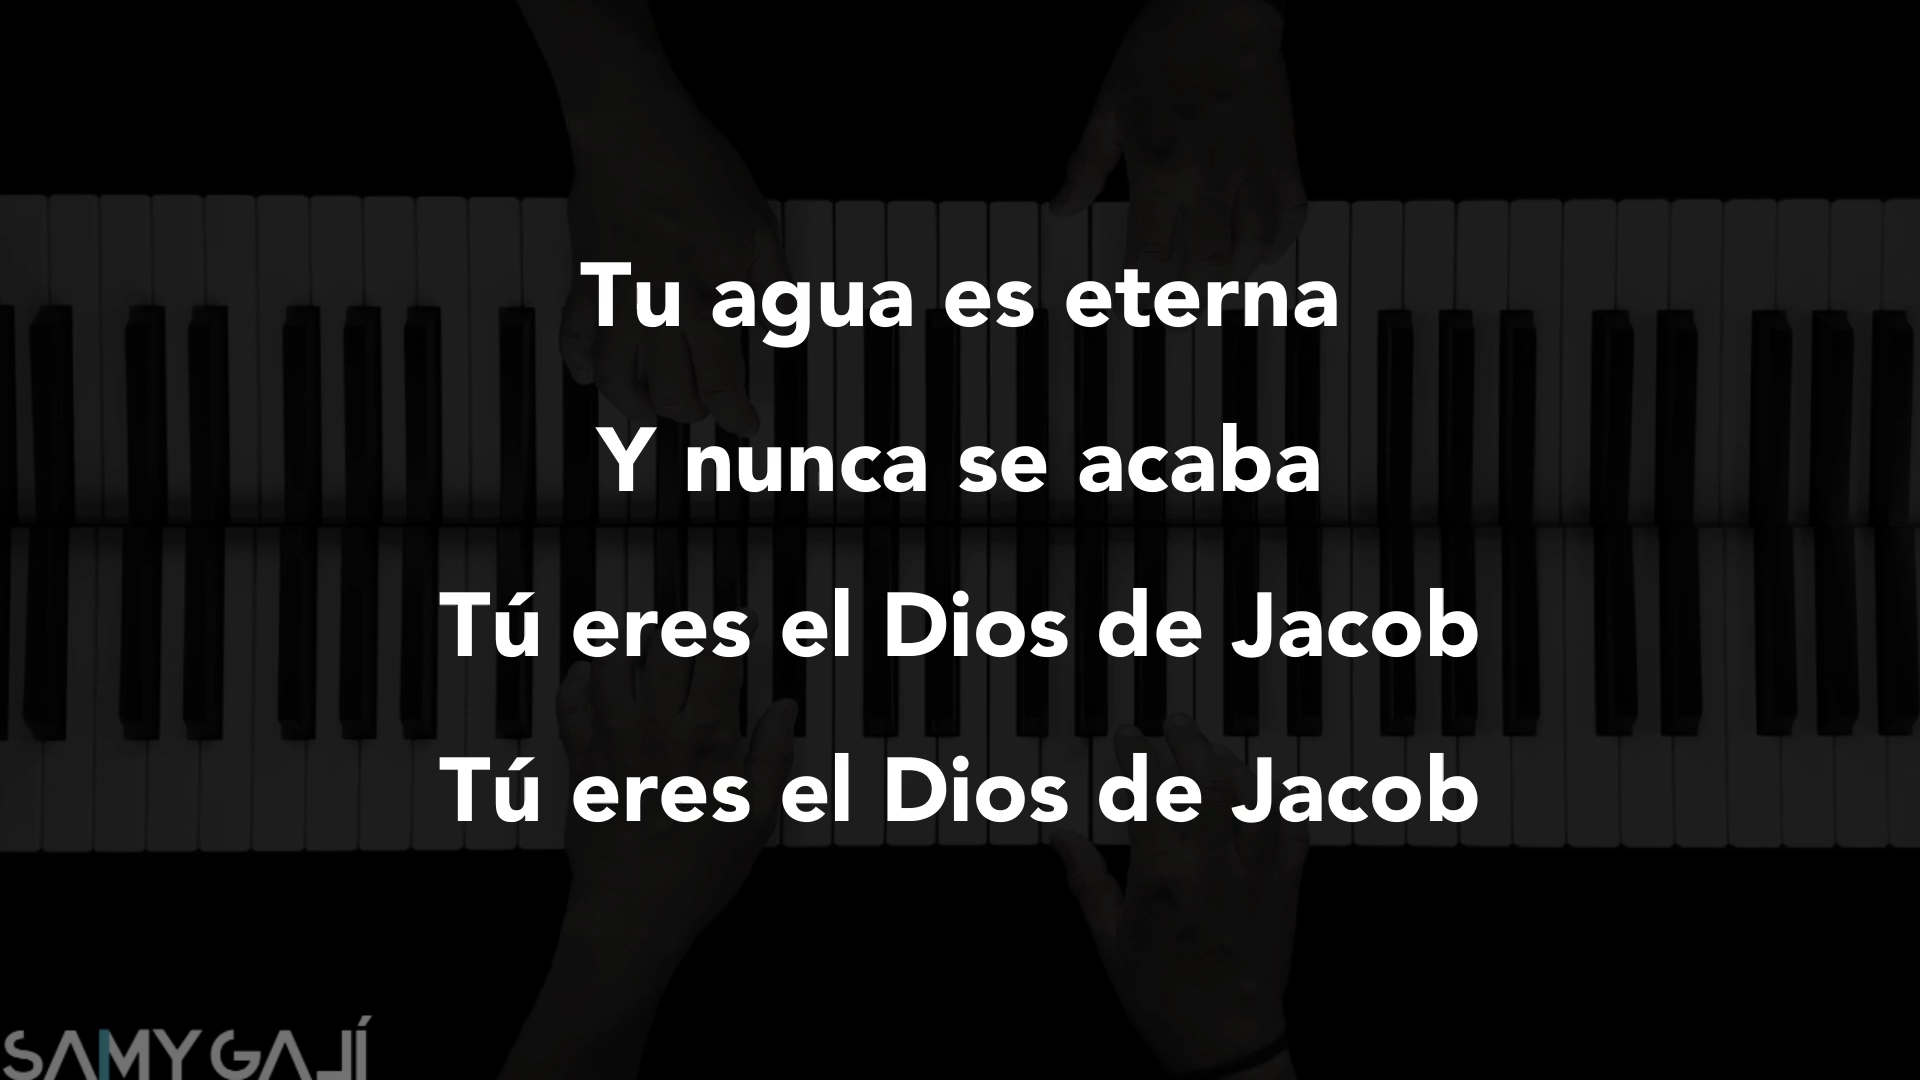 Tu agua es eterna
Y nunca se acaba
Tú eres el Dios de Jacob
Tú eres el Dios de Jacob
SAMY GAJÍ